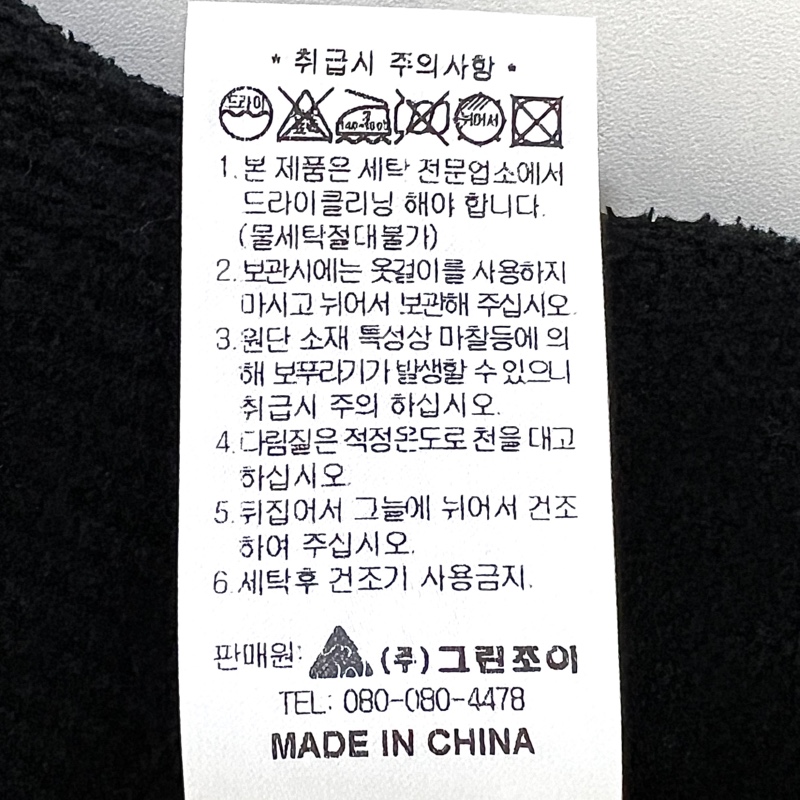 * 취급시 주의사항 *
드라이 표백 3 140-160℃ 뉘어서
1. 본 제품은 세탁 전문업소에서
드라이클리닝 해야 합니다.
(물세탁절대불가)
2. 보관시에는 옷걸이를 사용하지
마시고 뉘어서 보관해 주십시오.
3. 원단 소재 특성상 마찰등에 의
해 보푸라기가 발생할 수 있으니
취급시 주의 하십시오.
4. 다림질은 적정온도로 천을 대고
하십시오.
5. 뒤집어서 그늘에 뉘어서 건조
하여 주십시오.
6. 세탁후 건조기 사용금지.
판매원: (주)그린조이
TEL: 080-080-4478
MADE IN CHINA